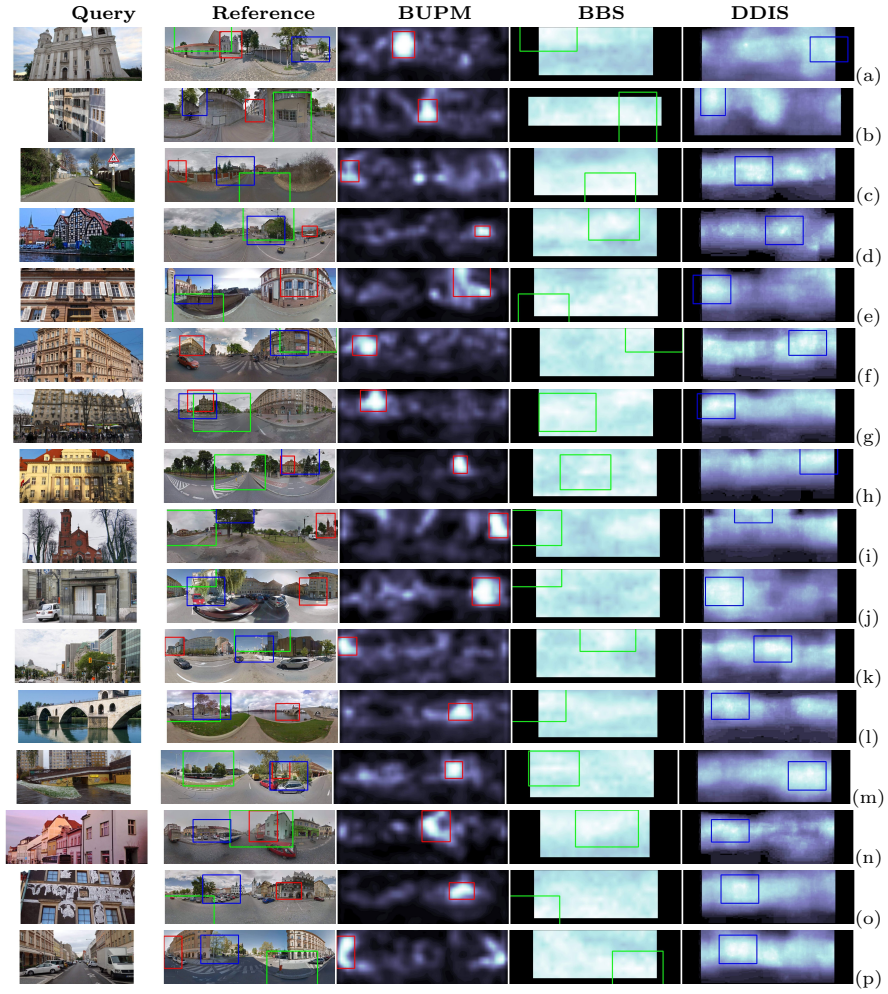 Query Reference BUPM BBS DDIS
(a)
(b)
(c)
(d)
(e)
(f)
(g)
(h)
(i)
(j)
(k)
(l)
(m)
(n)
(o)
(p)